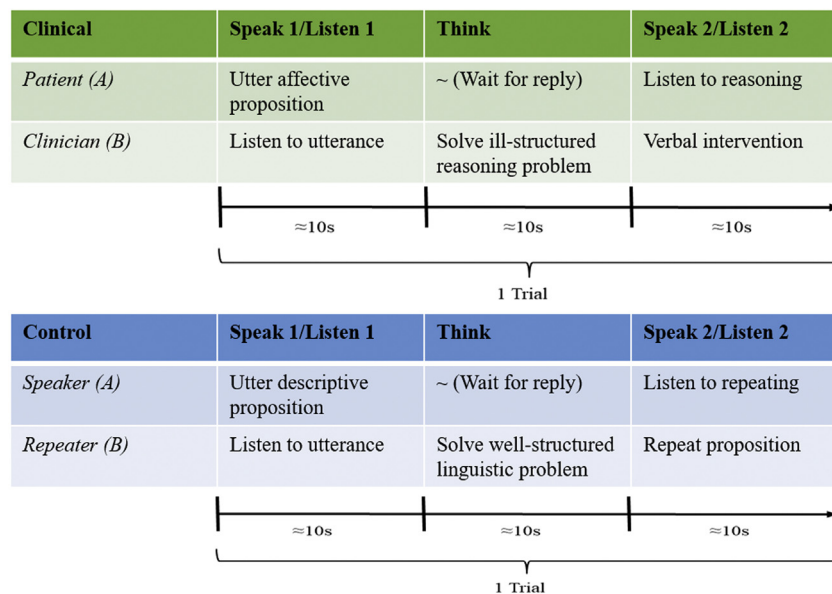 Clinical Speak 1/Listen 1 Think Speak 2/Listen 2
Patient (A) Utter affective ~ (Wait for reply) Listen to reasoning
proposition
Clinician (B) Listen to utterance Solve ill-structured Verbal intervention
reasoning problem
≈10s ≈10s ≈10s
1 Trial
Control Speak 1/Listen 1 Think Speak 2/Listen 2
Speaker (A) Utter descriptive ~ (Wait for reply) Listen to repeating
proposition
Repeater (B) Listen to utterance Solve well-structured Repeat proposition
linguistic problem
≈10s ≈10s ≈10s
1 Trial